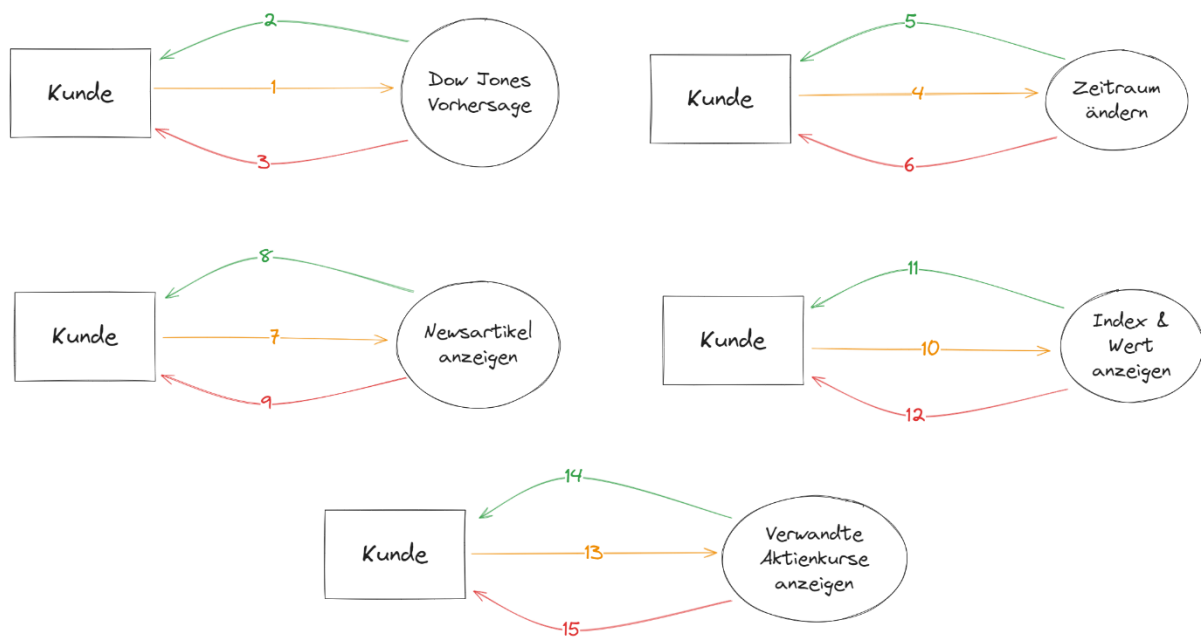 2
5
Kunde
1
Dow Jones
Vorhersage
Kunde
4
Zeitraum
ändern
3
6
8
11
Kunde
7
Newsartikel
anzeigen
Kunde
10
Index &
Wert
anzeigen
9
12
14
Kunde
13
Verwandte
Aktienkurse
anzeigen
15